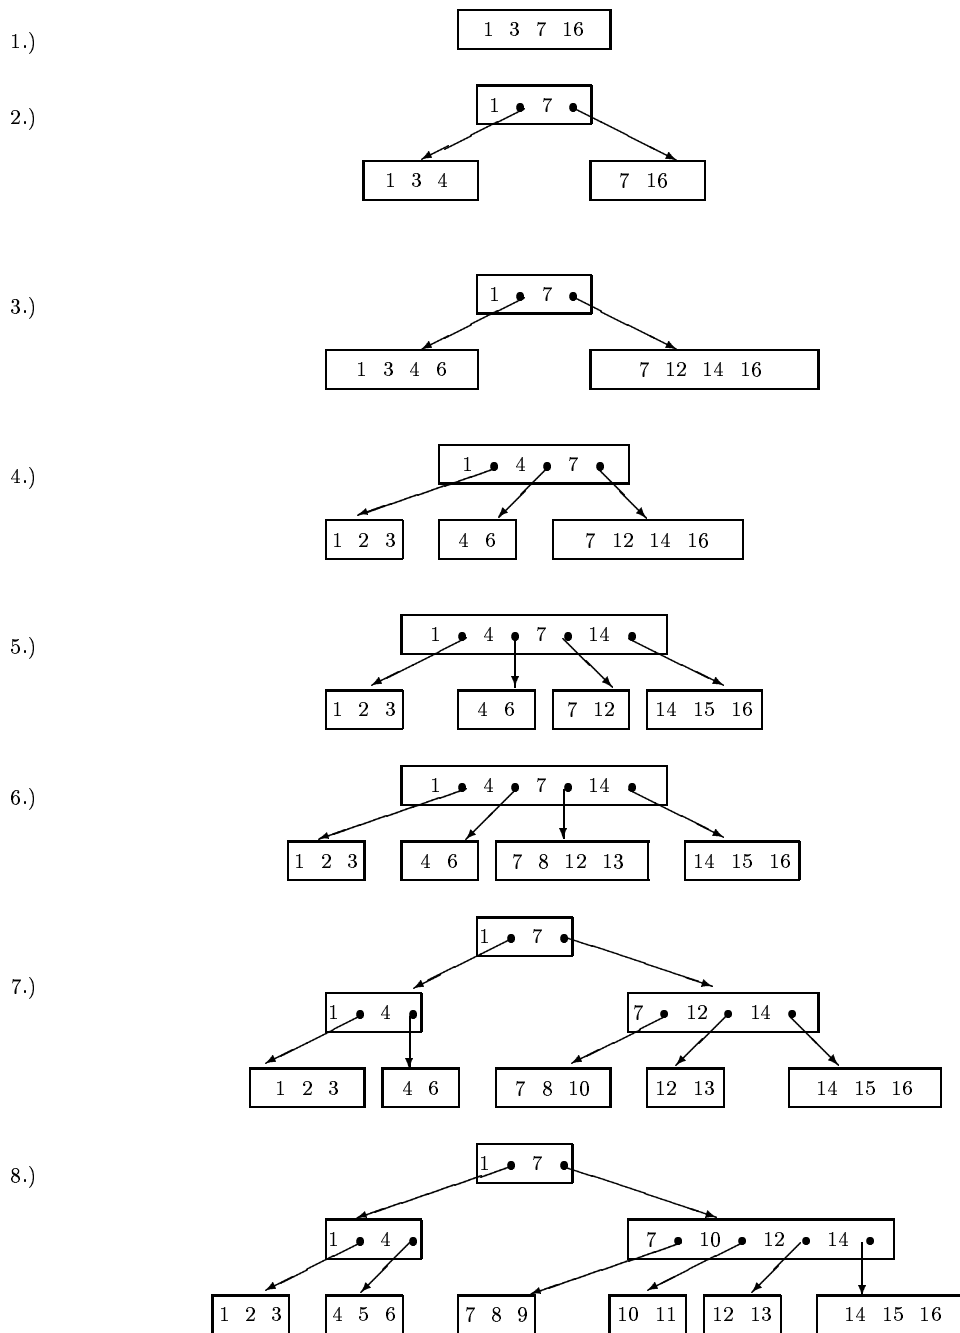 1.) 1 3 7 16
2.) 1 7
1 3 4 7 16
3.) 1 7
1 3 4 6 7 12 14 16
4.) 1 4 7
1 2 3 4 6 7 12 14 16
5.) 1 4 7 14
1 2 3 4 6 7 12 14 15 16
6.) 1 4 7 14
1 2 3 4 6 7 8 12 13 14 15 16
1 7
7.) 1 4 7 12 14
1 2 3 4 6 7 8 10 12 13 14 15 16
8.) 1 7
1 4 7 10 12 14
1 2 3 4 5 6 7 8 9 10 11 12 13 14 15 16